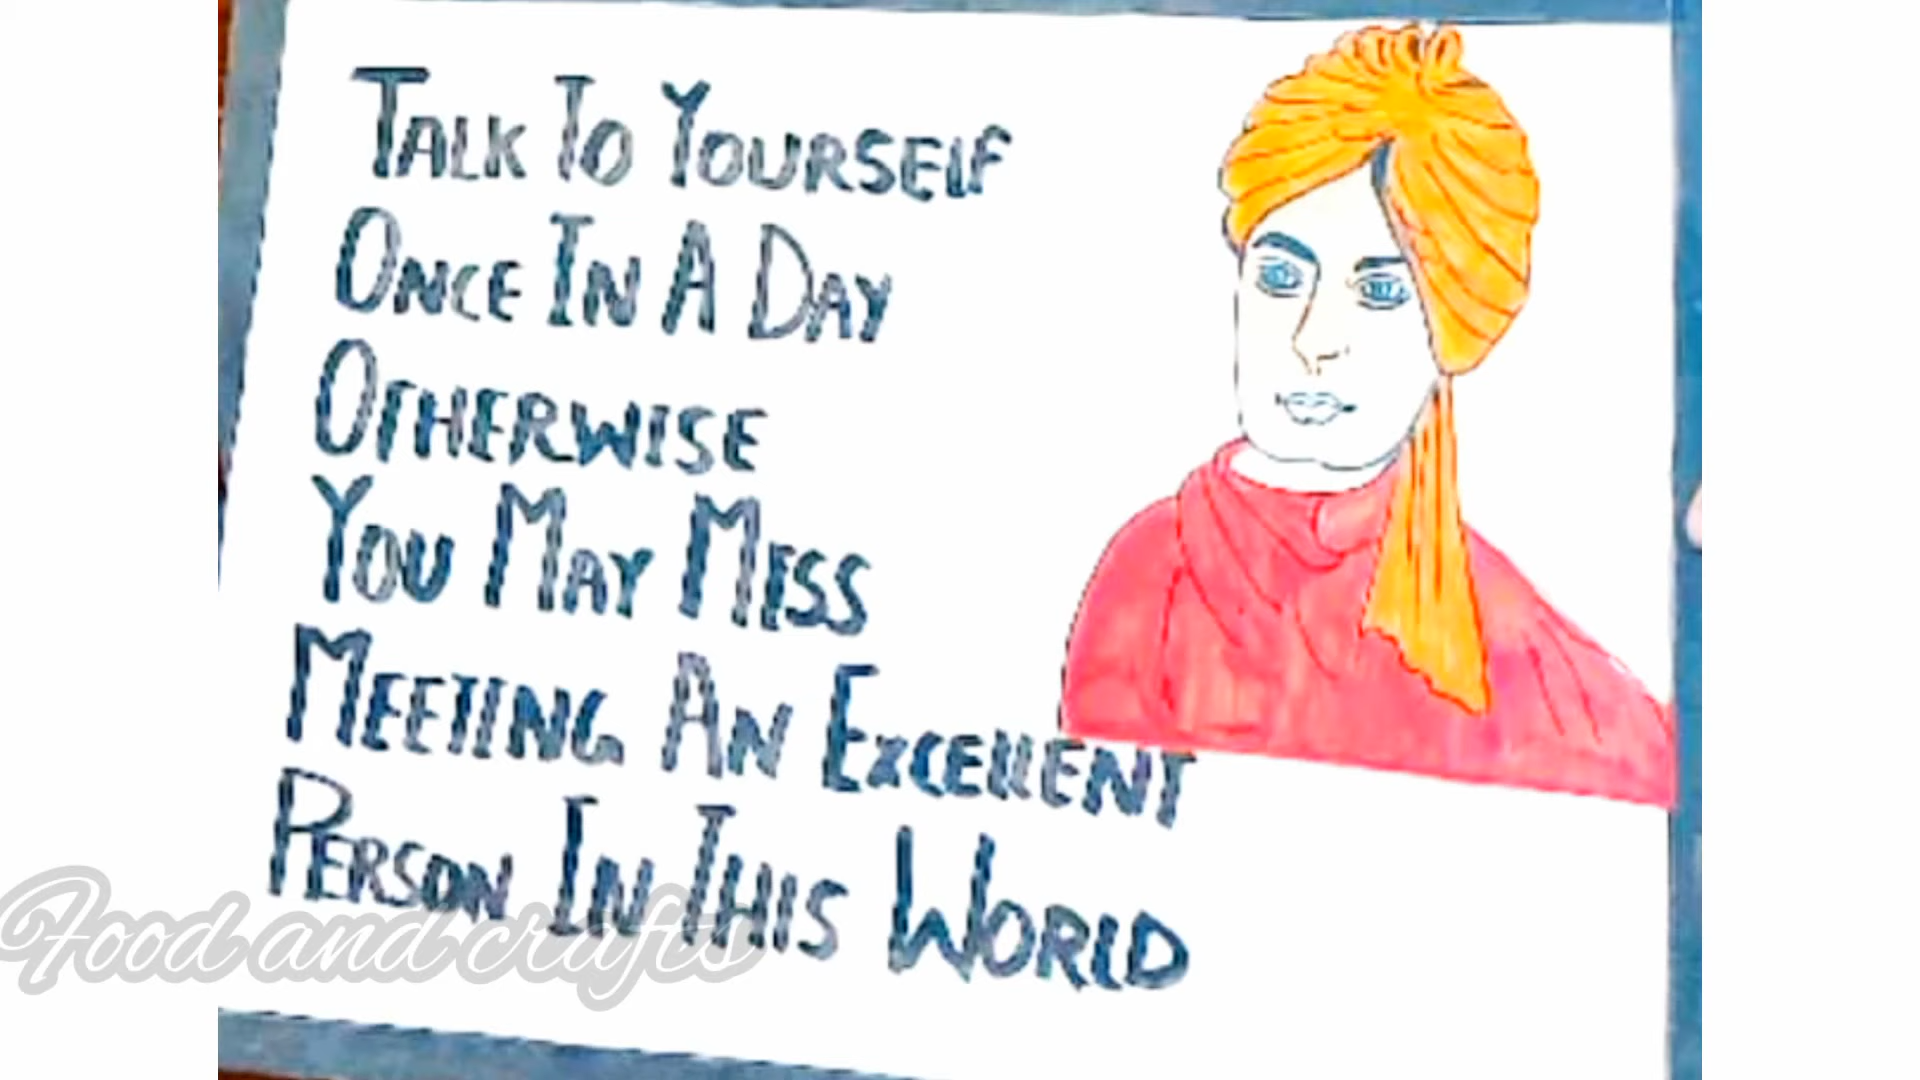 Talk To Yourself
Once In A Day
Otherwise
You May Miss
Meeting An Excellent
Person In This World
Food and crafts